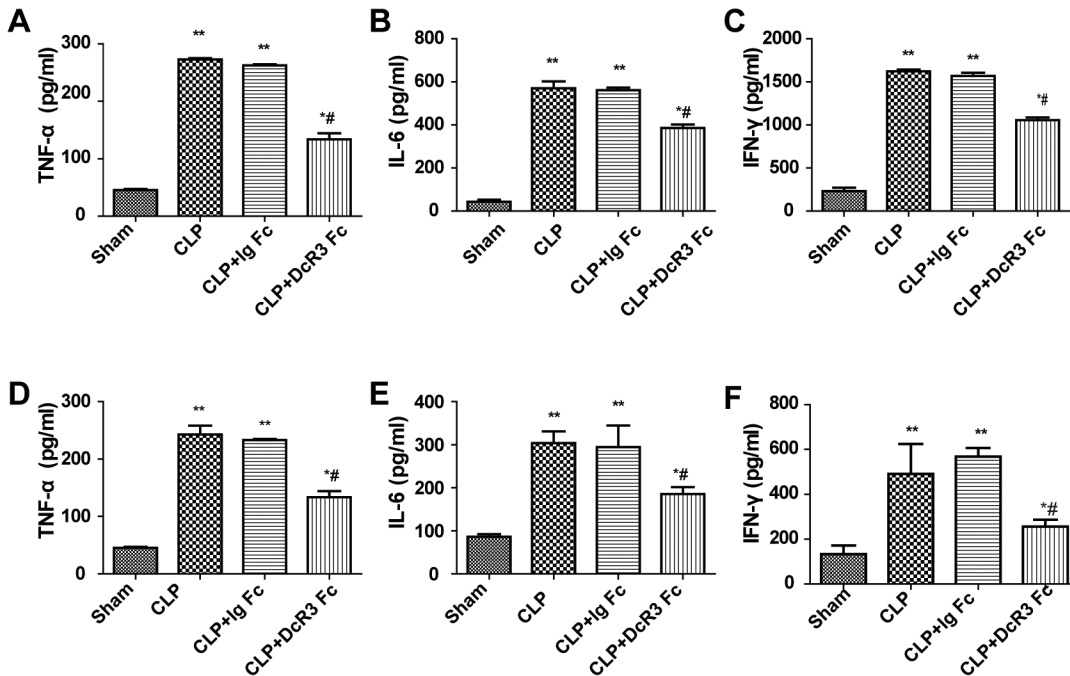 A
TNF-α (pg/ml)
300
200
100
0
**
**
*#
Sham
CLP
CLP+Ig Fc
CLP+DcR3 Fc
B
IL-6 (pg/ml)
800
600
400
200
0
**
**
*#
Sham
CLP
CLP+Ig Fc
CLP+DcR3 Fc
C
IFN-γ (pg/ml)
2000
1500
1000
500
0
**
**
*#
Sham
CLP
CLP+Ig Fc
CLP+DcR3 Fc
D
TNF-α (pg/ml)
300
200
100
0
**
**
*#
Sham
CLP
CLP+Ig Fc
CLP+DcR3 Fc
E
IL-6 (pg/ml)
400
300
200
100
0
**
**
*#
Sham
CLP
CLP+Ig Fc
CLP+DcR3 Fc
F
IFN-γ (pg/ml)
800
600
400
200
0
**
**
*#
Sham
CLP
CLP+Ig Fc
CLP+DcR3 Fc